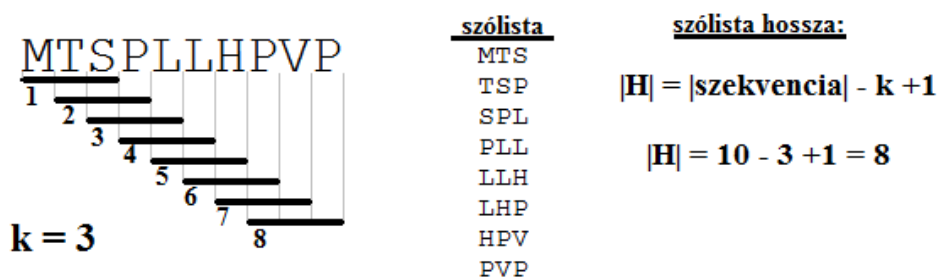 MTSPLLHPVP
1
2
3
4
5
6
7
8
k = 3
szólista
MTS
TSP
SPL
PLL
LLH
LHP
HPV
PVP
szólista hossza:
|H| = |szekvencia| - k +1
|H| = 10 - 3 +1 = 8